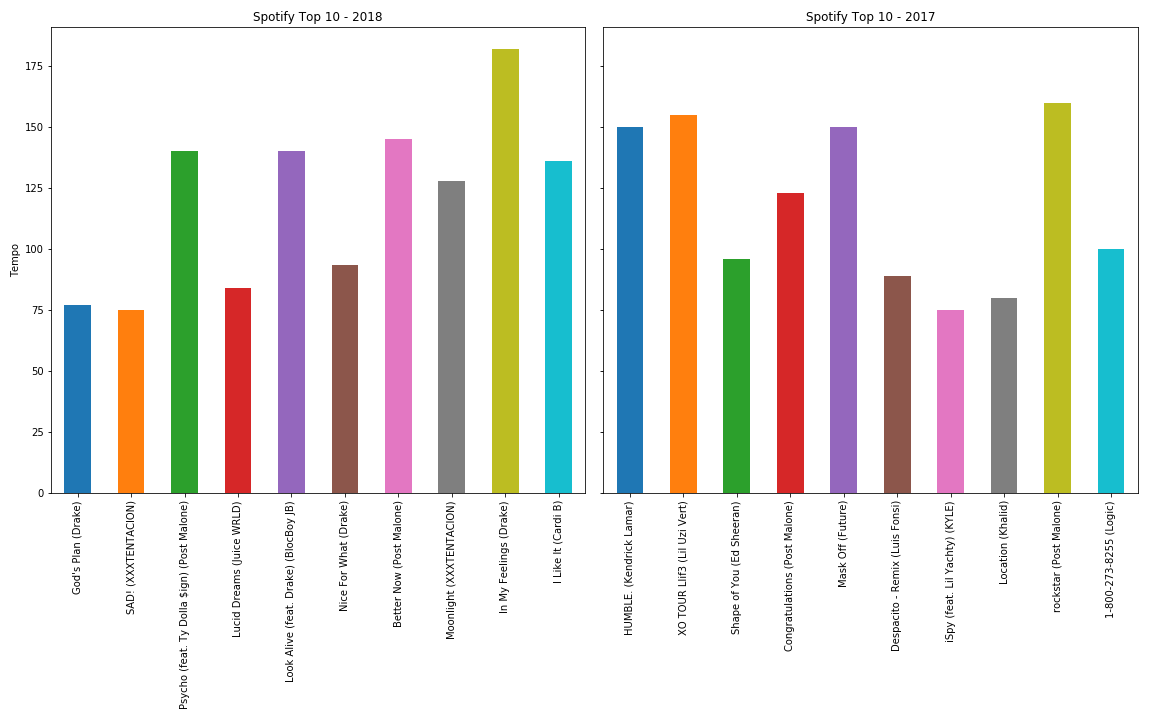 Spotify Top 10 - 2018
Tempo
175
150
125
100
75
50
25
0
God's Plan (Drake)
SAD! (XXXTENTACION)
Psycho (feat. Ty Dolla $ign) (Post Malone)
Lucid Dreams (Juice WRLD)
Look Alive (feat. Drake) (BlocBoy JB)
Nice For What (Drake)
Better Now (Post Malone)
Moonlight (XXXTENTACION)
In My Feelings (Drake)
I Like It (Cardi B)
Spotify Top 10 - 2017
HUMBLE. (Kendrick Lamar)
XO TOUR Llif3 (Lil Uzi Vert)
Shape of You (Ed Sheeran)
Congratulations (Post Malone)
Mask Off (Future)
Despacito - Remix (Luis Fonsi)
iSpy (feat. Lil Yachty) (KYLE)
Location (Khalid)
rockstar (Post Malone)
1-800-273-8255 (Logic)